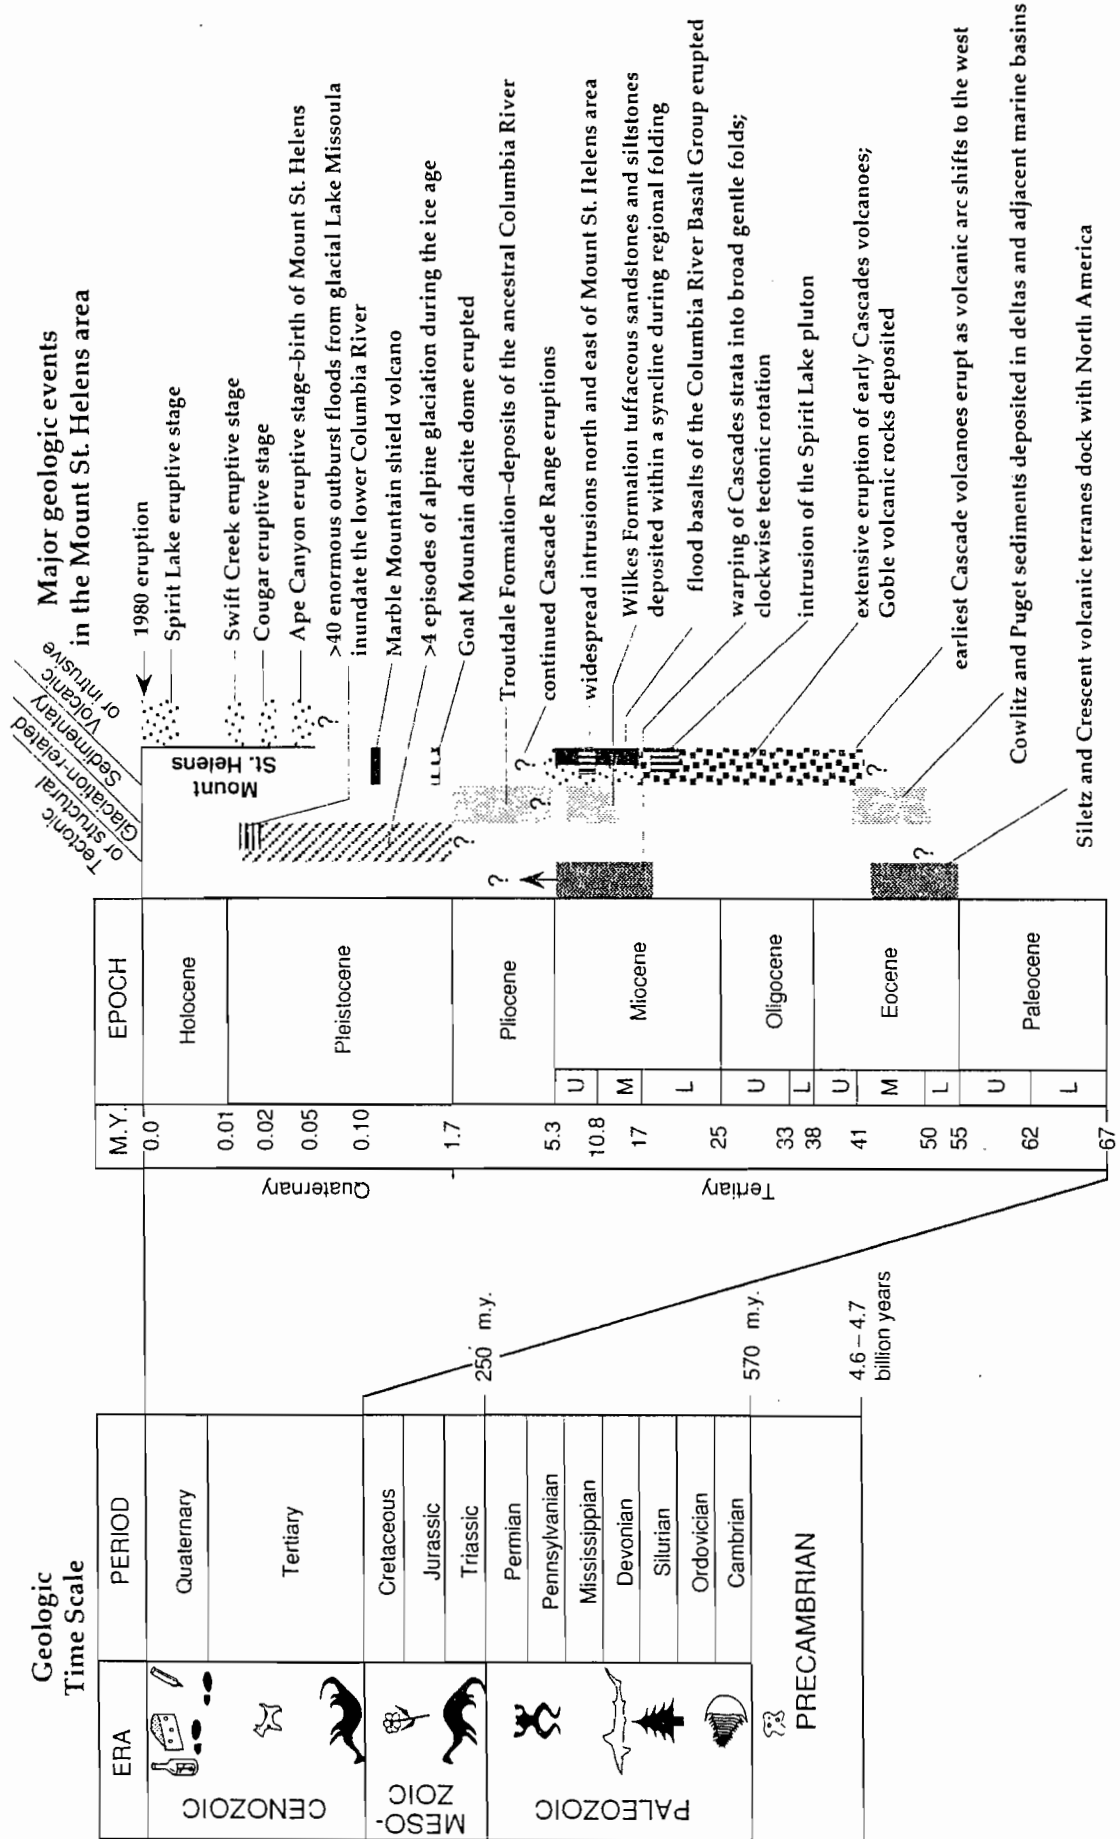 Geologic
Time Scale
ERA
PERIOD
CENOZOIC
Quaternary
Tertiary
MESO-
ZOIC
Cretaceous
Jurassic
Triassic
PALEOZOIC
Permian
Pennsylvanian
Mississippian
Devonian
Silurian
Ordovician
Cambrian
PRECAMBRIAN
250 m.y.
570 m.y.
4.6 – 4.7
billion years
Quaternary
Tertiary
M.Y.
EPOCH
0.0
0.01
0.02
0.05
0.10
1.7
5.3
10.8
17
25
33
38
41
50
55
62
67
Holocene
Pleistocene
Pliocene
U
M
L
Miocene
U
L
Oligocene
U
M
L
Eocene
U
L
Paleocene
Tectonic
or structural
Glaciation-related
Sedimentary
Volcanic
or intrusive
Mount
St. Helens
?
?
?
?
?
?
?
?
Major geologic events
in the Mount St. Helens area
1980 eruption
Spirit Lake eruptive stage
Swift Creek eruptive stage
Cougar eruptive stage
Ape Canyon eruptive stage–birth of Mount St. Helens
>40 enormous outburst floods from glacial Lake Missoula
inundate the lower Columbia River
Marble Mountain shield volcano
>4 episodes of alpine glaciation during the ice age
Goat Mountain dacite dome erupted
Troutdale Formation–deposits of the ancestral Columbia River
continued Cascade Range eruptions
widespread intrusions north and east of Mount St. Helens area
Wilkes Formation tuffaceous sandstones and siltstones
deposited within a syncline during regional folding
flood basalts of the Columbia River Basalt Group erupted
warping of Cascades strata into broad gentle folds;
clockwise tectonic rotation
intrusion of the Spirit Lake pluton
extensive eruption of early Cascades volcanoes;
Goble volcanic rocks deposited
earliest Cascade volcanoes erupt as volcanic arc shifts to the west
Cowlitz and Puget sediments deposited in deltas and adjacent marine basins
Siletz and Crescent volcanic terranes dock with North America